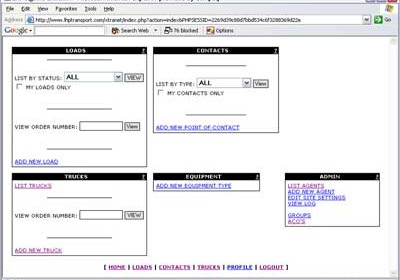 File Edit View Favorites Tools Help
http://www.fhptransport.com/xtranet/index.php?action=index&PHPSESSID=2269d39c88d7bbd534c6f3288369d22e
Google Search Web 76 blocked Options
LOADS ?
LIST BY STATUS: ALL VIEW
MY LOADS ONLY
VIEW ORDER NUMBER: View
ADD NEW LOAD
CONTACTS ?
LIST BY TYPE: ALL View
MY CONTACTS ONLY
ADD NEW POINT OF CONTACT
TRUCKS ?
LIST TRUCKS
VIEW ORDER NUMBER: View
ADD NEW TRUCK
EQUIPMENT ?
ADD NEW EQUIPMENT TYPE
ADMIN ?
LIST AGENTS
ADD NEW AGENT
EDIT SITE SETTINGS
VIEW LOG
GROUPS
ACO'S
[ HOME | LOADS | CONTACTS | TRUCKS | PROFILE | LOGOUT ]